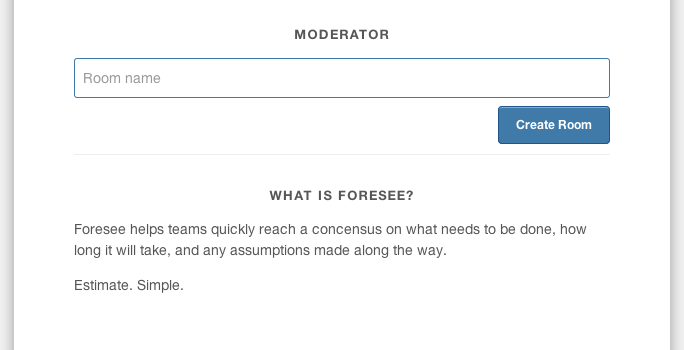 MODERATOR
Room name
Create Room
WHAT IS FORESEE?
Foresee helps teams quickly reach a concensus on what needs to be done, how
long it will take, and any assumptions made along the way.
Estimate. Simple.